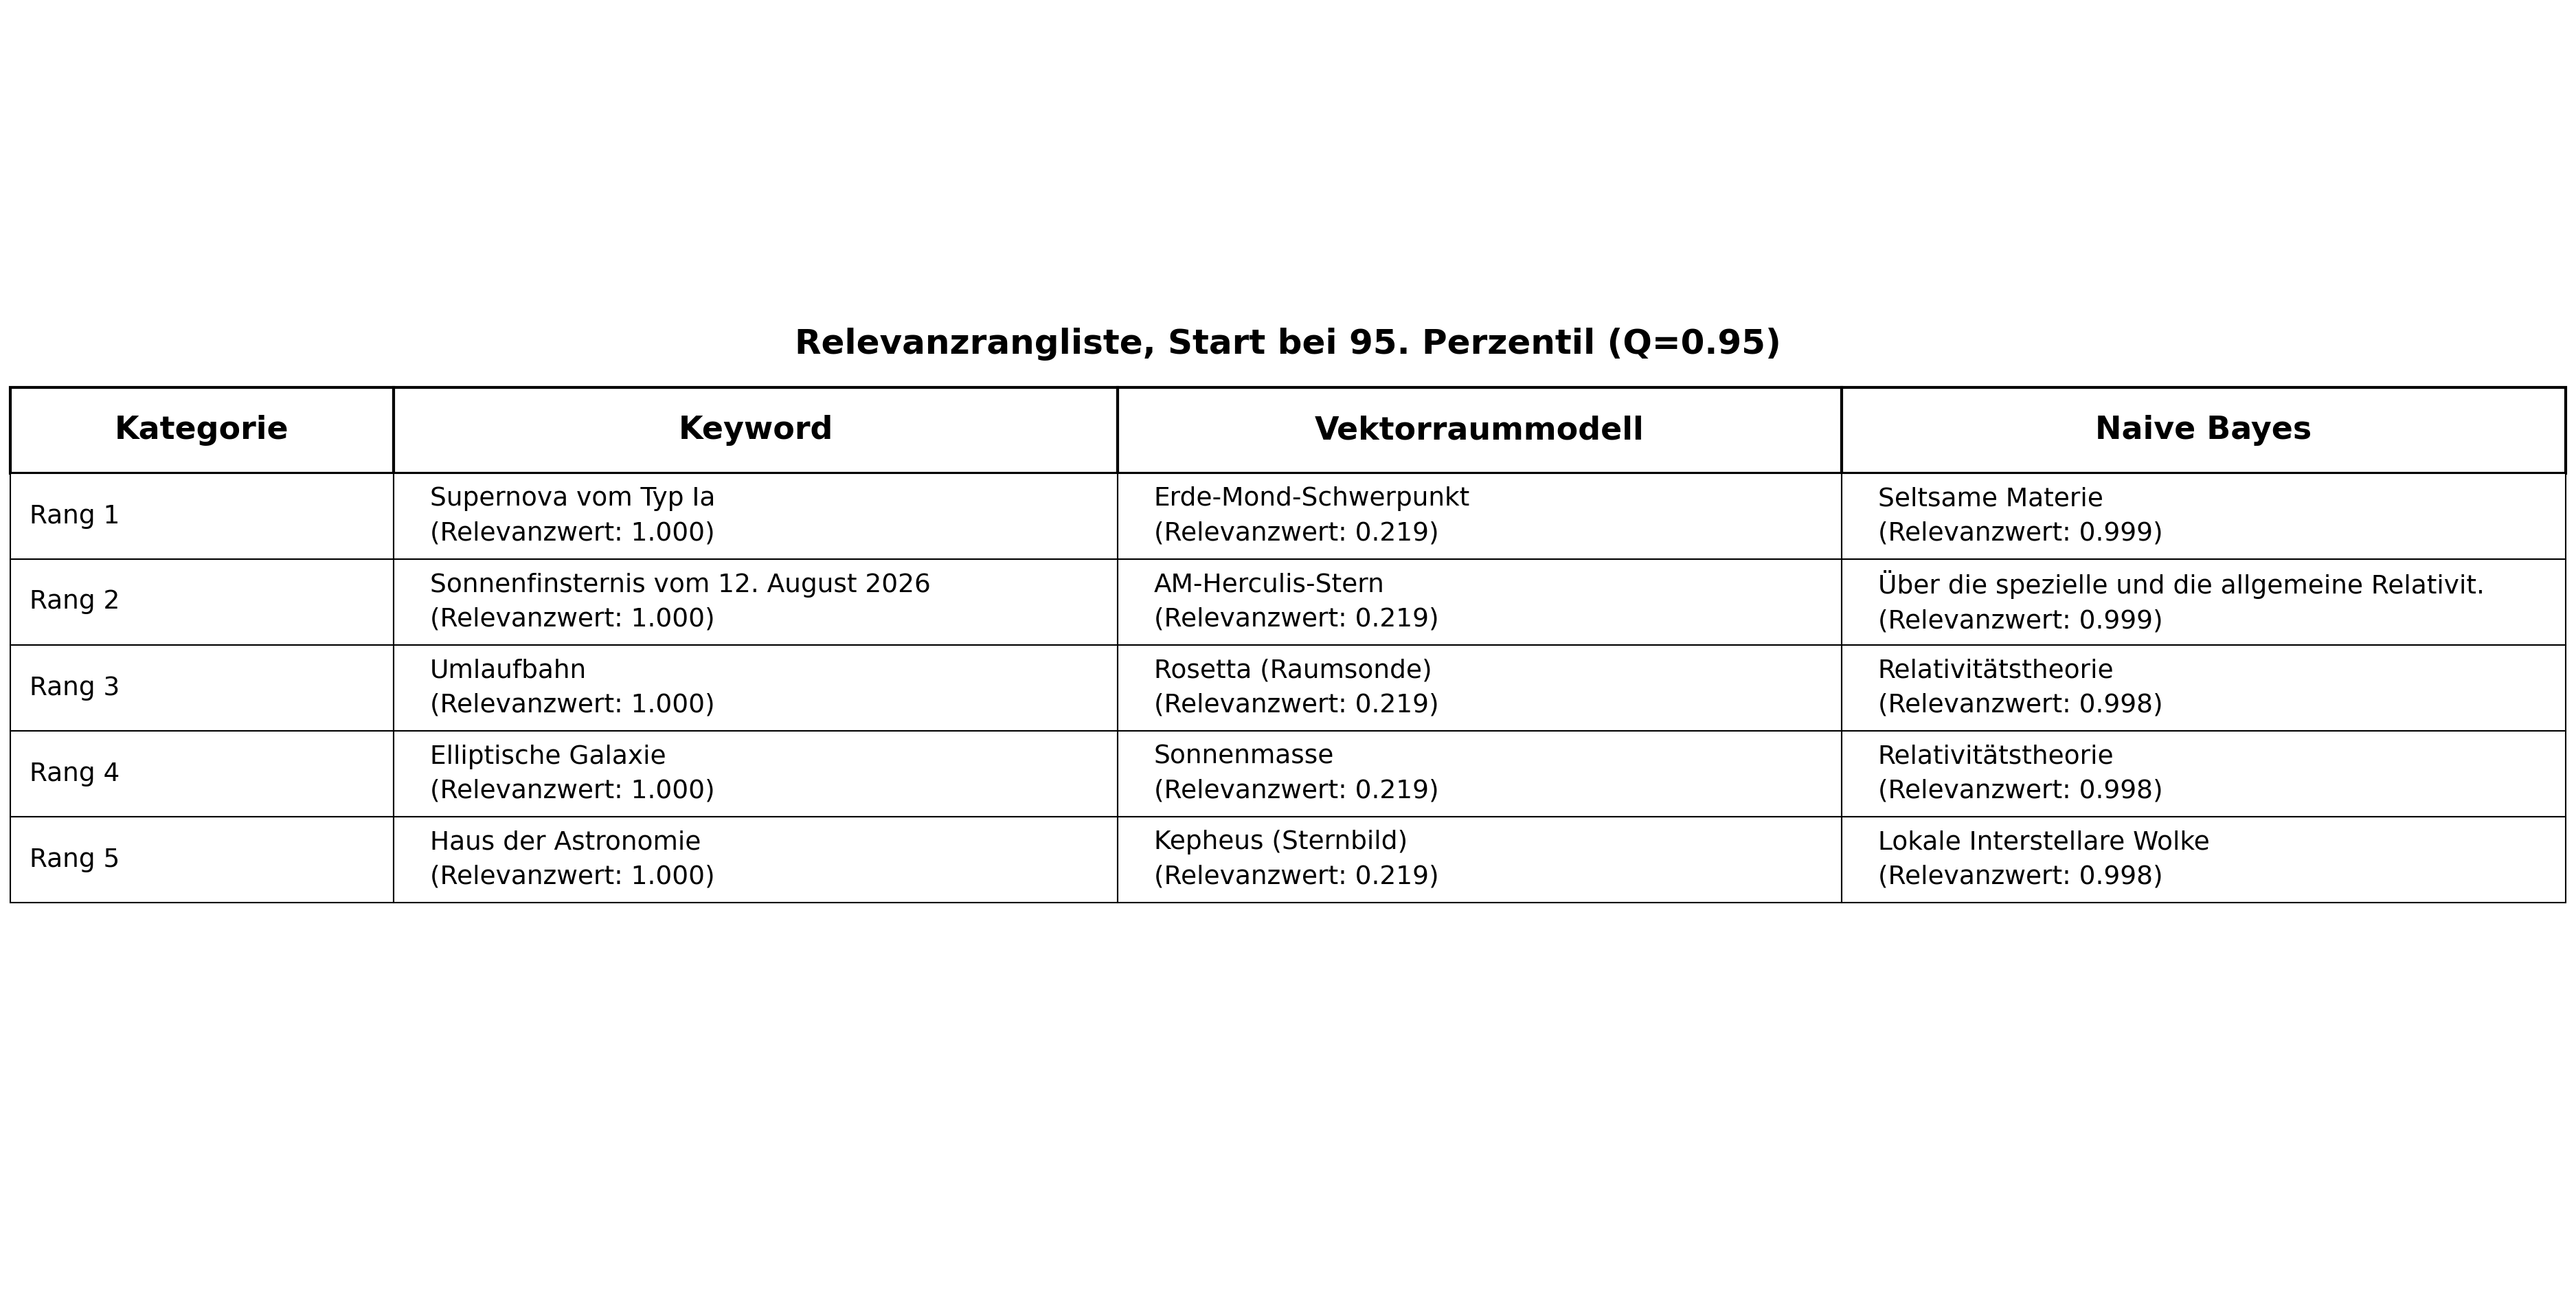 Relevanzrangliste, Start bei 95. Perzentil (Q=0.95)
Kategorie
Keyword
Vektorraummodell
Naive Bayes
Rang 1
Supernova vom Typ Ia
(Relevanzwert: 1.000)
Erde-Mond-Schwerpunkt
(Relevanzwert: 0.219)
Seltsame Materie
(Relevanzwert: 0.999)
Rang 2
Sonnenfinsternis vom 12. August 2026
(Relevanzwert: 1.000)
AM-Herculis-Stern
(Relevanzwert: 0.219)
Über die spezielle und die allgemeine Relativit.
(Relevanzwert: 0.999)
Rang 3
Umlaufbahn
(Relevanzwert: 1.000)
Rosetta (Raumsonde)
(Relevanzwert: 0.219)
Relativitätstheorie
(Relevanzwert: 0.998)
Rang 4
Elliptische Galaxie
(Relevanzwert: 1.000)
Sonnenmasse
(Relevanzwert: 0.219)
Relativitätstheorie
(Relevanzwert: 0.998)
Rang 5
Haus der Astronomie
(Relevanzwert: 1.000)
Kepheus (Sternbild)
(Relevanzwert: 0.219)
Lokale Interstellare Wolke
(Relevanzwert: 0.998)